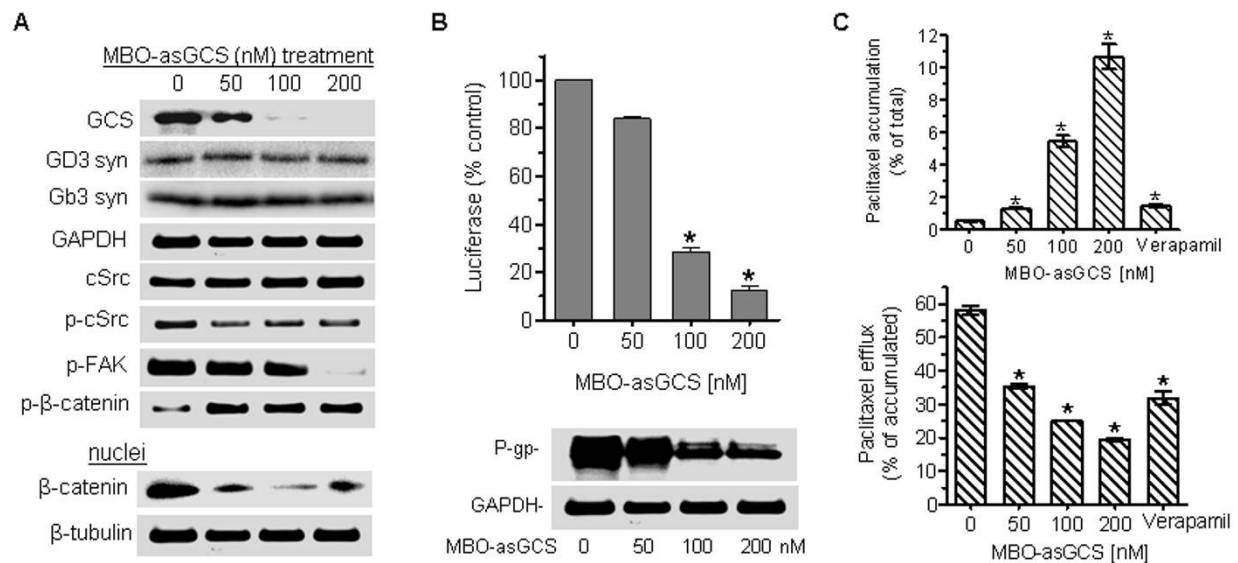 A
MBO-asGCS (nM) treatment
0 50 100 200
GCS
GD3 syn
Gb3 syn
GAPDH
cSrc
p-cSrc
p-FAK
p-β-catenin
nuclei
β-catenin
β-tubulin
B
Luciferase (% control)
100
80
60
40
20
0
0 50 100 200
* *
MBO-asGCS [nM]
P-gp-
GAPDH-
MBO-asGCS 0 50 100 200 nM
C
Paclitaxel accumulation
(% of total)
12
10
8
6
4
2
0
* * * *
0 50 100 200 Verapamil
MBO-asGCS [nM]
Paclitaxel efflux
(% of accumulated)
60
50
40
30
20
10
0
* * * *
0 50 100 200 Verapamil
MBO-asGCS [nM]